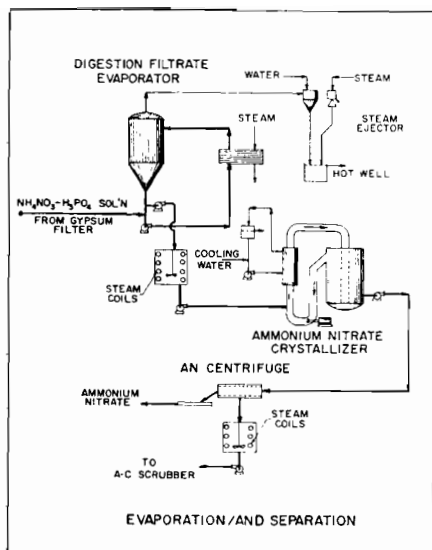 DIGESTION FILTRATE
EVAPORATOR
WATER
STEAM
STEAM
STEAM
EJECTOR
HOT WELL
NH4NO3-H3PO4 SOL'N
FROM GYPSUM
FILTER
COOLING
WATER
STEAM
COILS
AMMONIUM NITRATE
CRYSTALLIZER
AN CENTRIFUGE
AMMONIUM
NITRATE
STEAM
COILS
TO
A-C SCRUBBER
EVAPORATION/AND SEPARATION